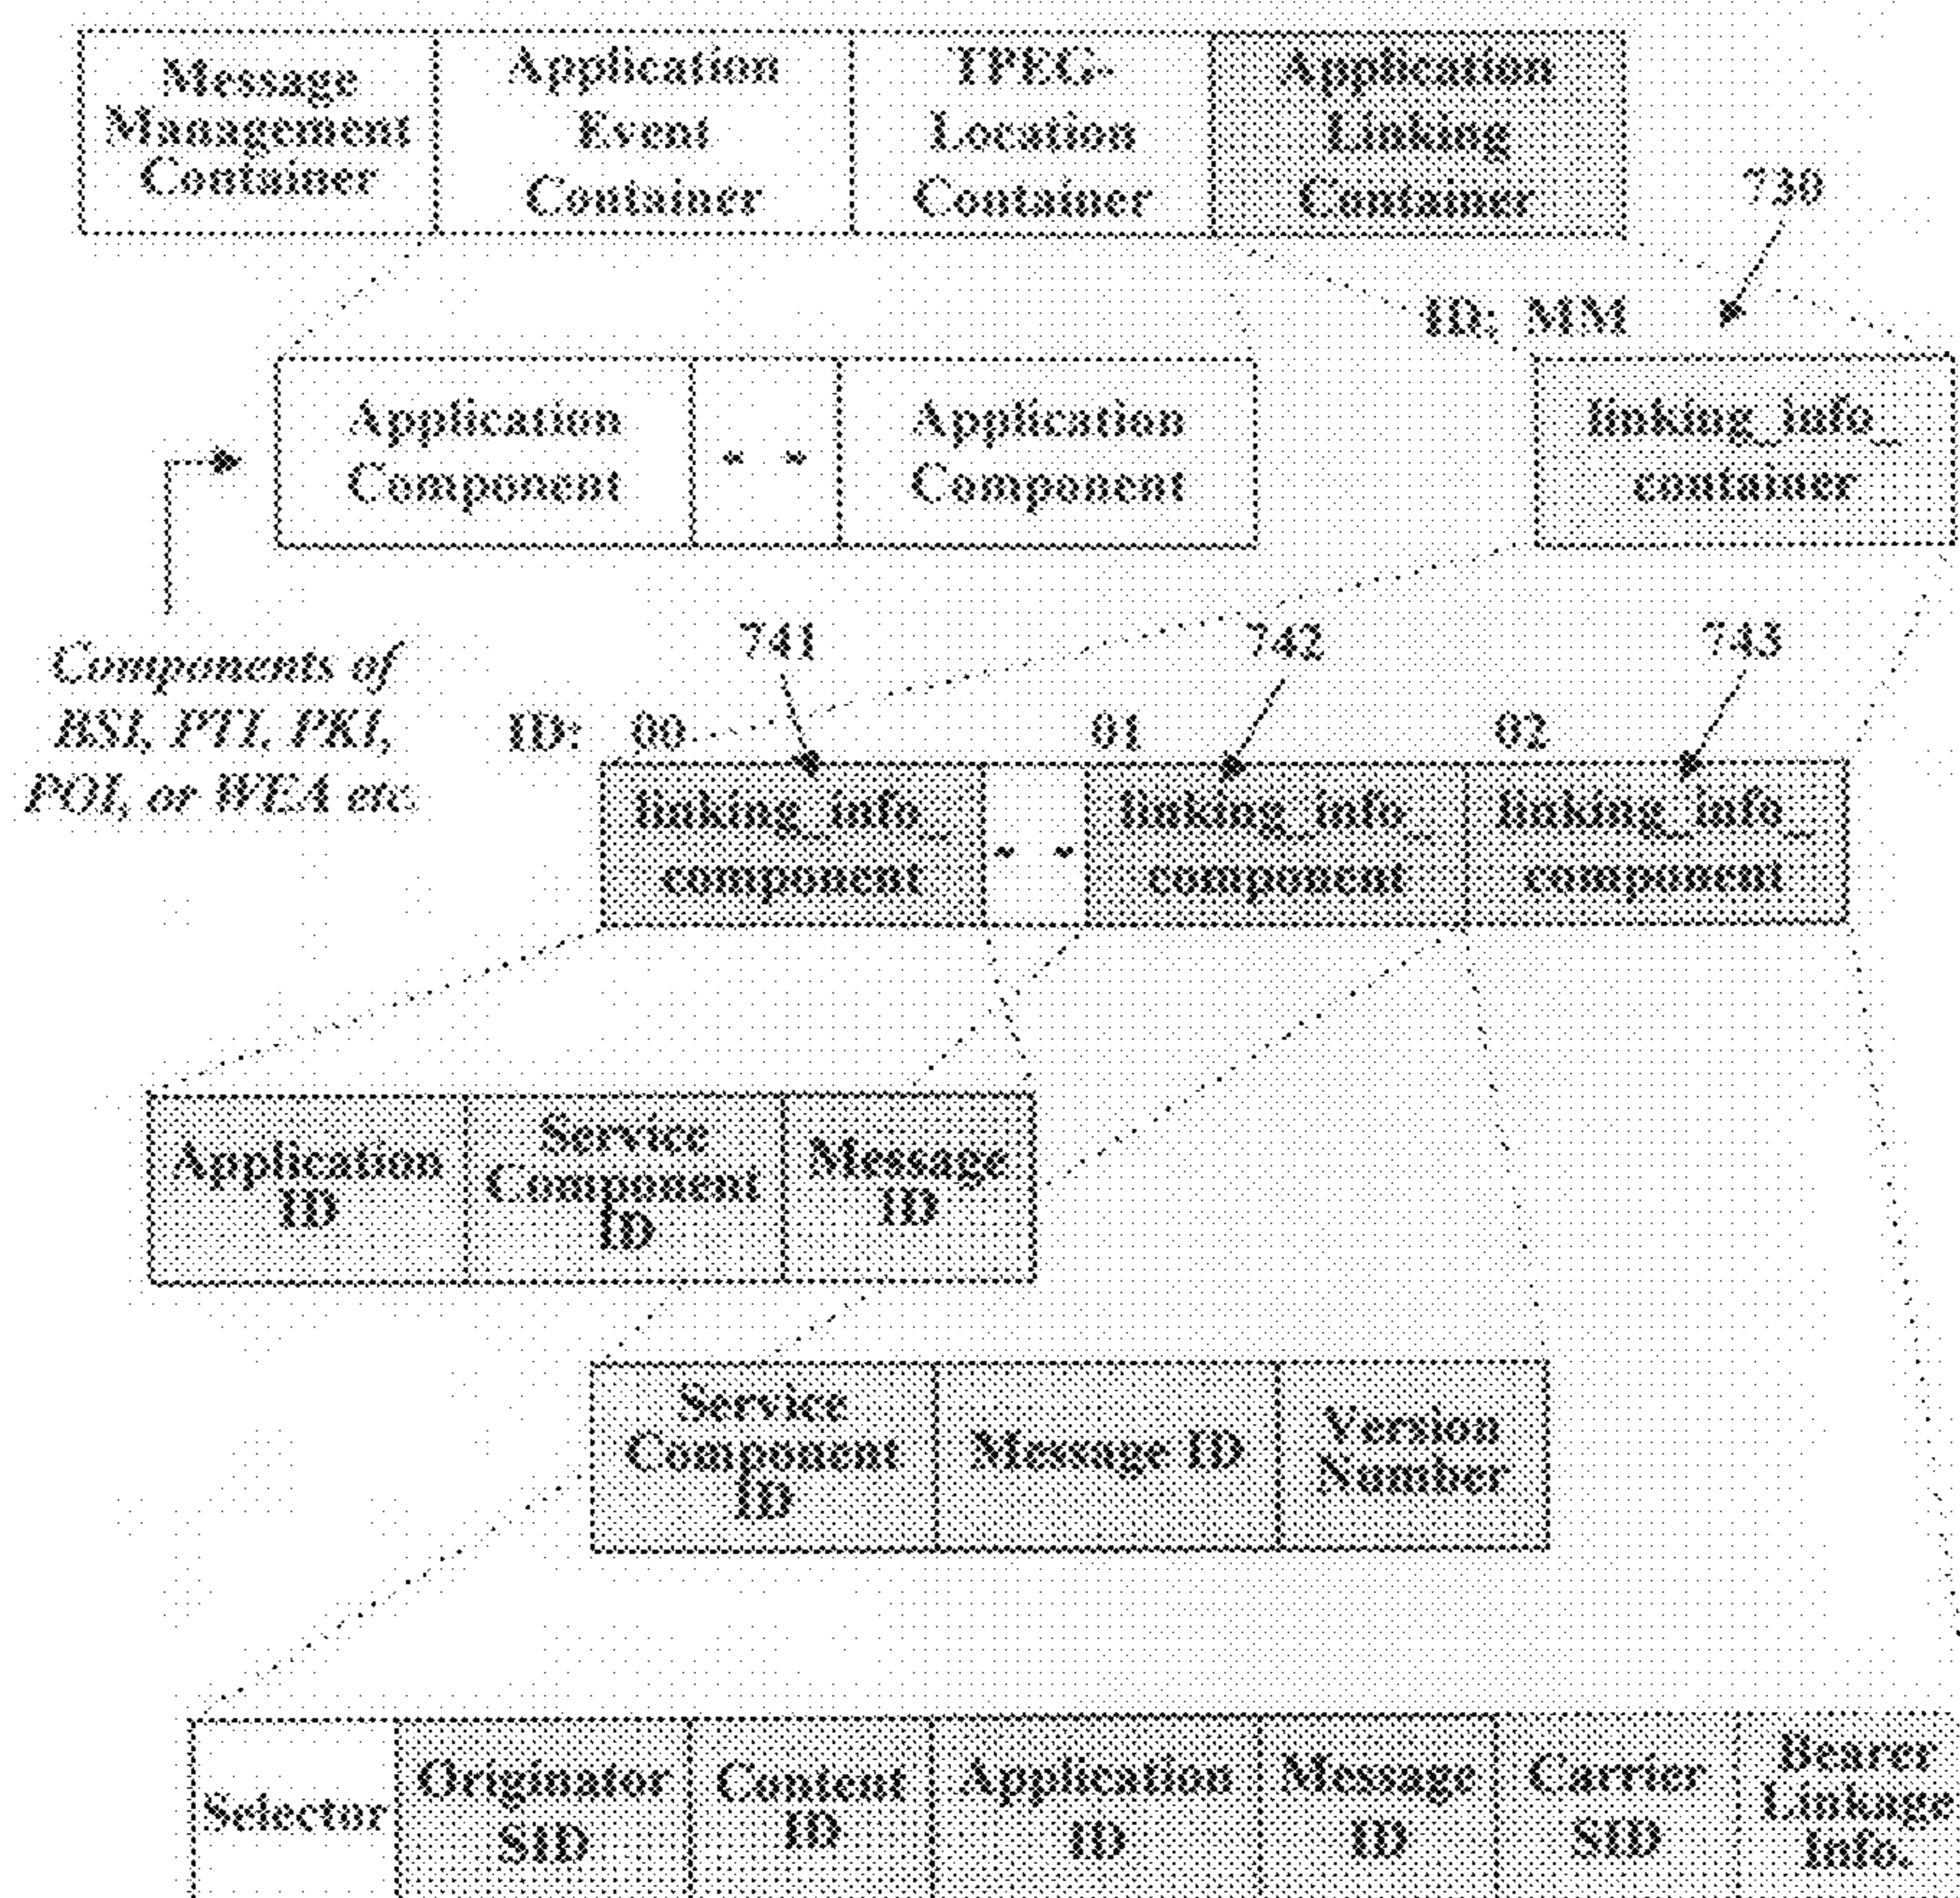 Message
Management
Container
Application
Event
Container
TPEG-
Location
Container
Application
Linking
Container
730
ID: MM
Application
Component
- -
Application
Component
linking_info_
container
Components of
BSI, PTI, PKI,
POI, or WEA etc.
741
742
743
ID: 00
01
02
linking_info_
component
- -
linking_info_
component
linking_info_
component
Application
ID
Service
Component
ID
Message
ID
Service
Component
ID
Message ID
Version
Number
Selector
Originator
SID
Content
ID
Application
ID
Message
ID
Carrier
SID
Bearer
Linkage
Info.